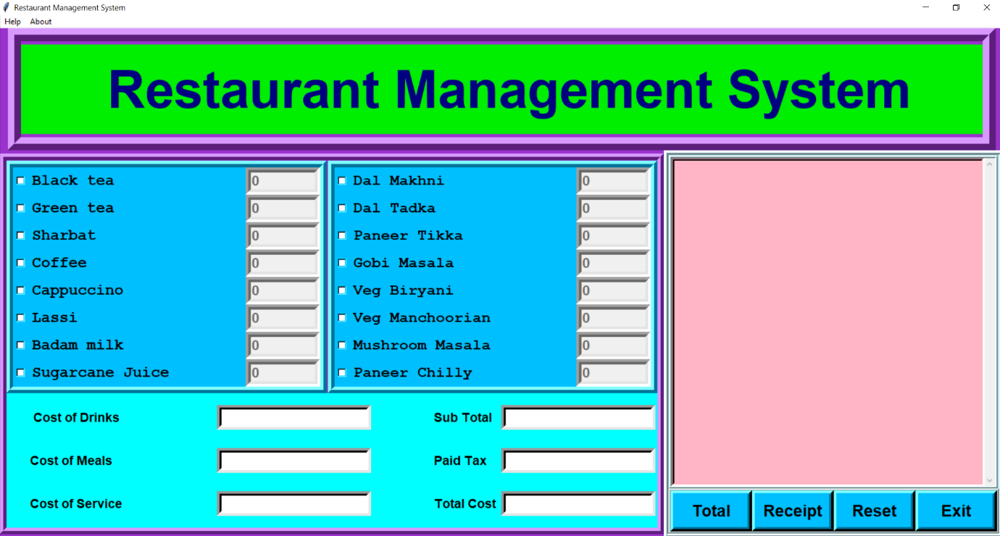 Restaurant Management System
Help About
Restaurant Management System
Black tea 0
Green tea 0
Sharbat 0
Coffee 0
Cappuccino 0
Lassi 0
Badam milk 0
Sugarcane Juice 0
Dal Makhni 0
Dal Tadka 0
Paneer Tikka 0
Gobi Masala 0
Veg Biryani 0
Veg Manchoorian 0
Mushroom Masala 0
Paneer Chilly 0
Cost of Drinks
Cost of Meals
Cost of Service
Sub Total
Paid Tax
Total Cost
Total Receipt Reset Exit